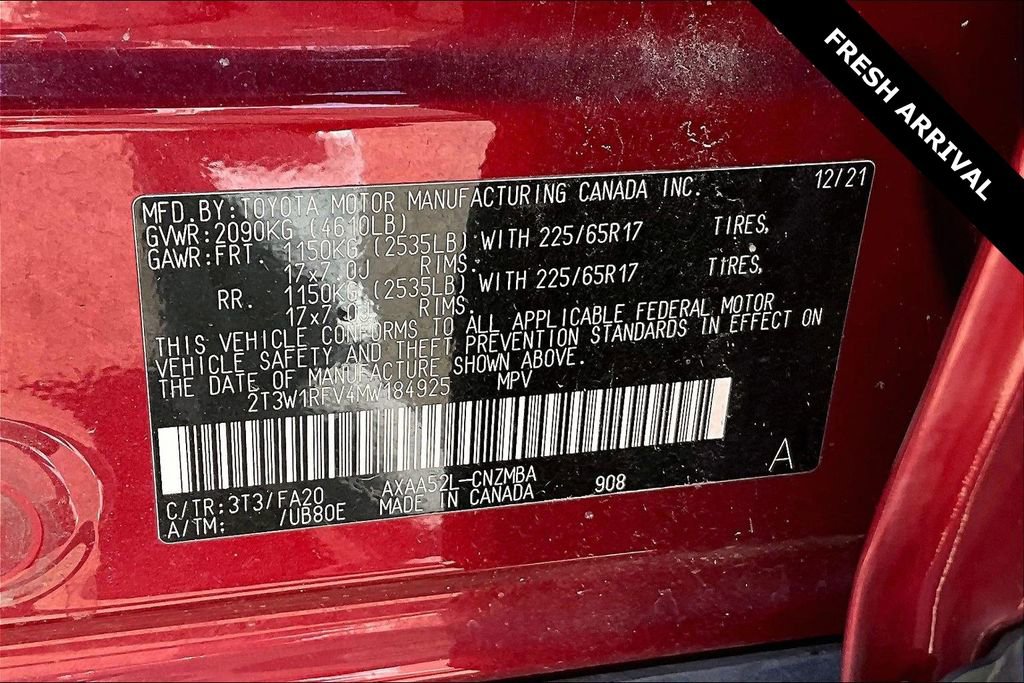 FRESH ARRIVAL
MFD.BY:TOYOTA MOTOR MANUFACTURING CANADA INC. 12/21
GVWR:2090KG (4610LB)
GAWR:FRT. 1150KG (2535LB) WITH 225/65R17 TIRES,
17x7.0J RIMS.
RR. 1150KG (2535LB) WITH 225/65R17 TIRES,
17x7.0J RIMS.
THIS VEHICLE CONFORMS TO ALL APPLICABLE FEDERAL MOTOR
VEHICLE SAFETY AND THEFT PREVENTION STANDARDS IN EFFECT ON
THE DATE OF MANUFACTURE SHOWN ABOVE.
2T3W1RFV4MW184925 MPV
A
AXAA52L-CNZMBA 908
C/TR:3T3/FA20 MADE IN CANADA
A/TM: /UB80E